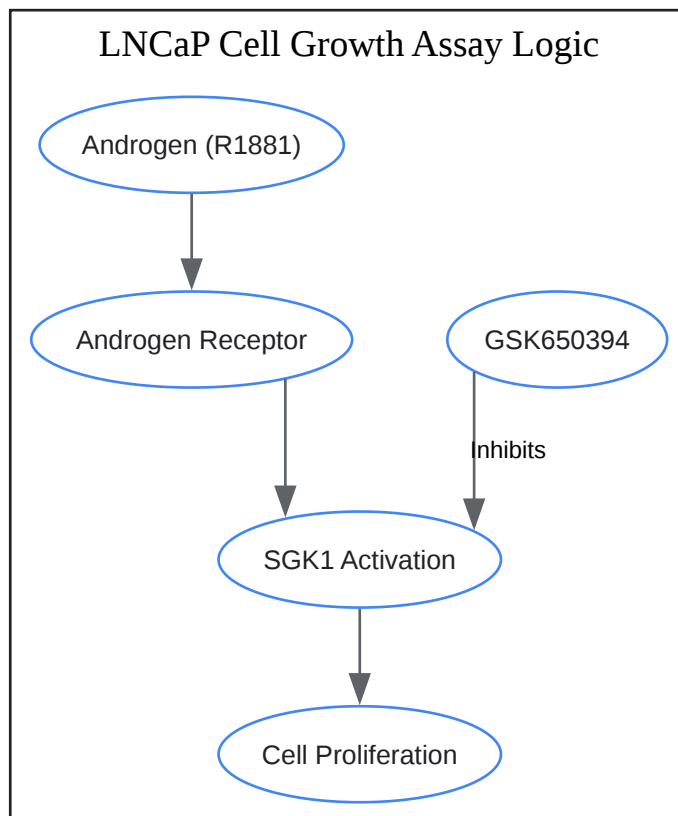 LNCaP Cell Growth Assay Logic
Androgen (R1881)
Androgen Receptor
GSK650394
Inhibits
SGK1 Activation
Cell Proliferation